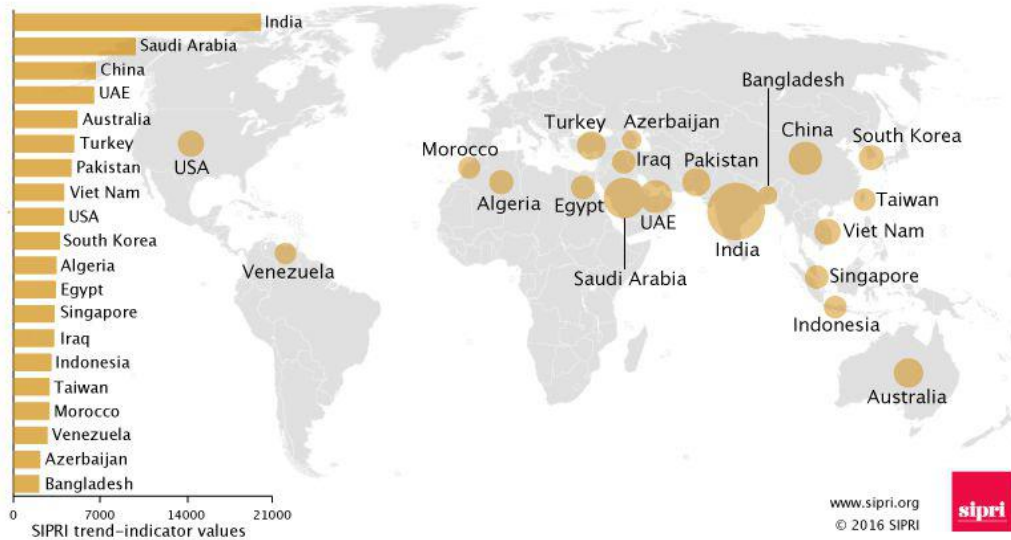 India
Saudi Arabia
China
UAE
Australia
Turkey
Pakistan
Viet Nam
USA
South Korea
Algeria
Egypt
Singapore
Iraq
Indonesia
Taiwan
Morocco
Venezuela
Azerbaijan
Bangladesh
0 7000 14000 21000
SIPRI trend-indicator values
Bangladesh
Turkey
Azerbaijan
China
South Korea
Morocco
Iraq
Pakistan
USA
Algeria
Egypt
UAE
Taiwan
India
Viet Nam
Venezuela
Saudi Arabia
Singapore
Indonesia
Australia
www.sipri.org
© 2016 SIPRI
sipri